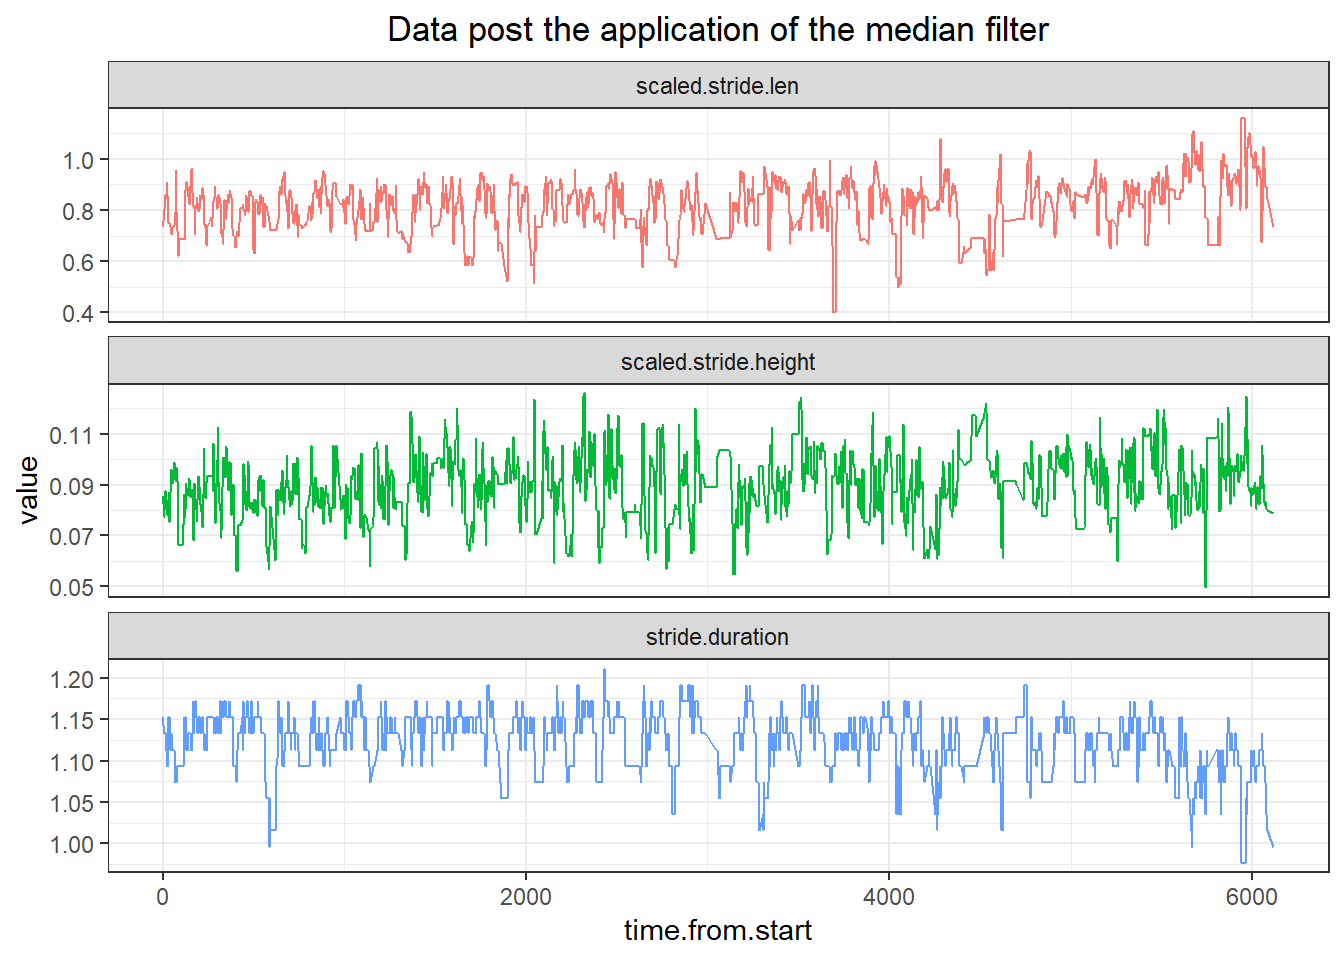 Data post the application of the median filter
scaled.stride.len
1.0
0.8
0.6
0.4
scaled.stride.height
0.11
0.09
0.07
0.05
value
stride.duration
1.20
1.15
1.10
1.05
1.00
0 2000 4000 6000
time.from.start